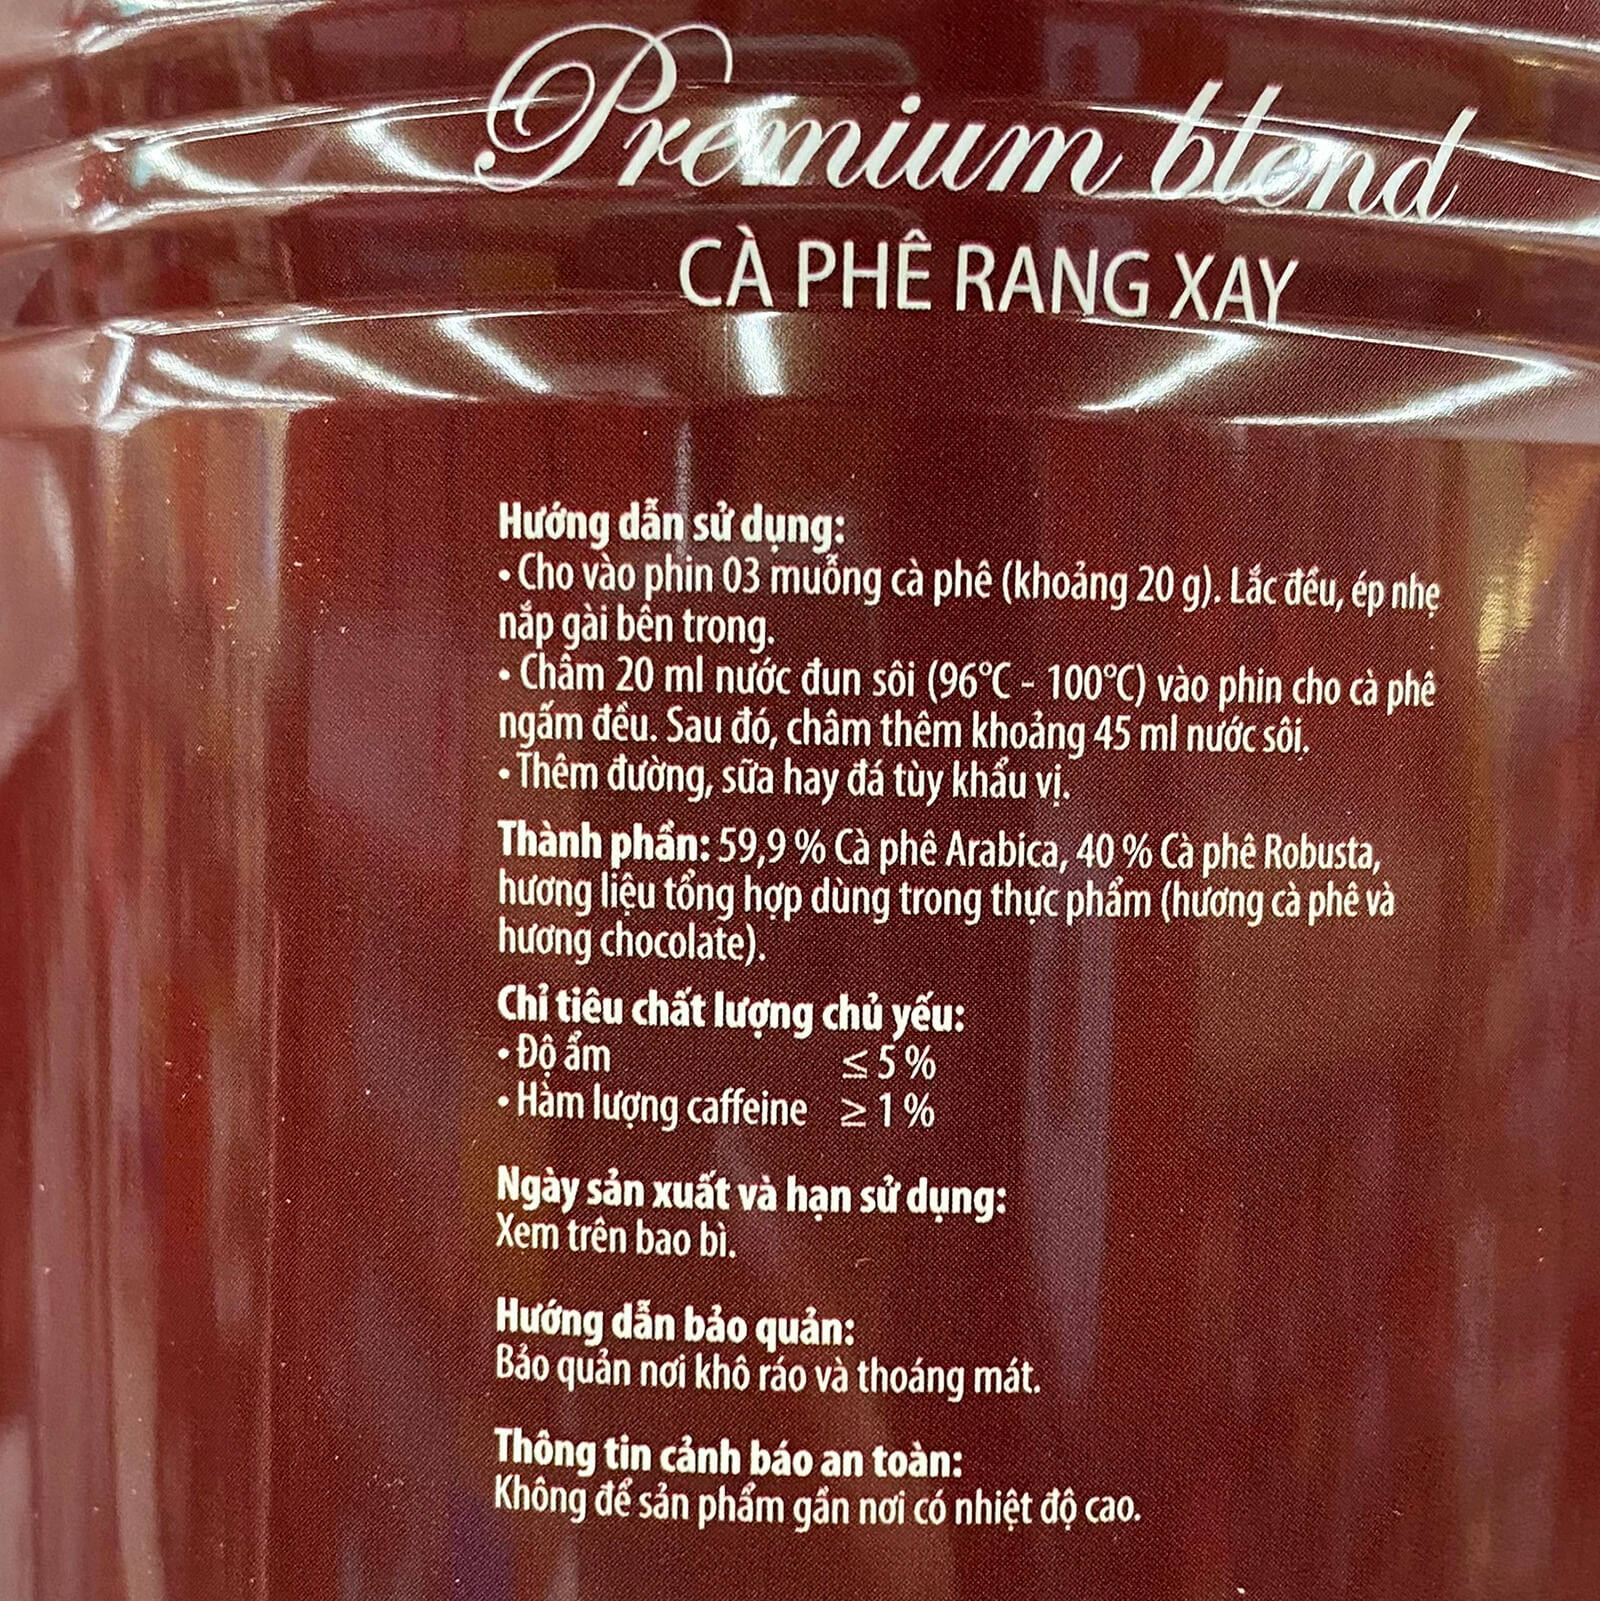 Premium blend
CÀ PHÊ RANG XAY
Hướng dẫn sử dụng:
• Cho vào phin 03 muỗng cà phê (khoảng 20 g). Lắc đều, ép nhẹ
nắp gài bên trong.
• Châm 20 ml nước đun sôi (96°C - 100°C) vào phin cho cà phê
ngấm đều. Sau đó, châm thêm khoảng 45 ml nước sôi.
• Thêm đường, sữa hay đá tùy khẩu vị.
Thành phần: 59,9 % Cà phê Arabica, 40 % Cà phê Robusta,
hương liệu tổng hợp dùng trong thực phẩm (hương cà phê và
hương chocolate).
Chỉ tiêu chất lượng chủ yếu:
• Độ ẩm ≤ 5 %
• Hàm lượng caffeine ≥ 1 %
Ngày sản xuất và hạn sử dụng:
Xem trên bao bì.
Hướng dẫn bảo quản:
Bảo quản nơi khô ráo và thoáng mát.
Thông tin cảnh báo an toàn:
Không để sản phẩm gần nơi có nhiệt độ cao.